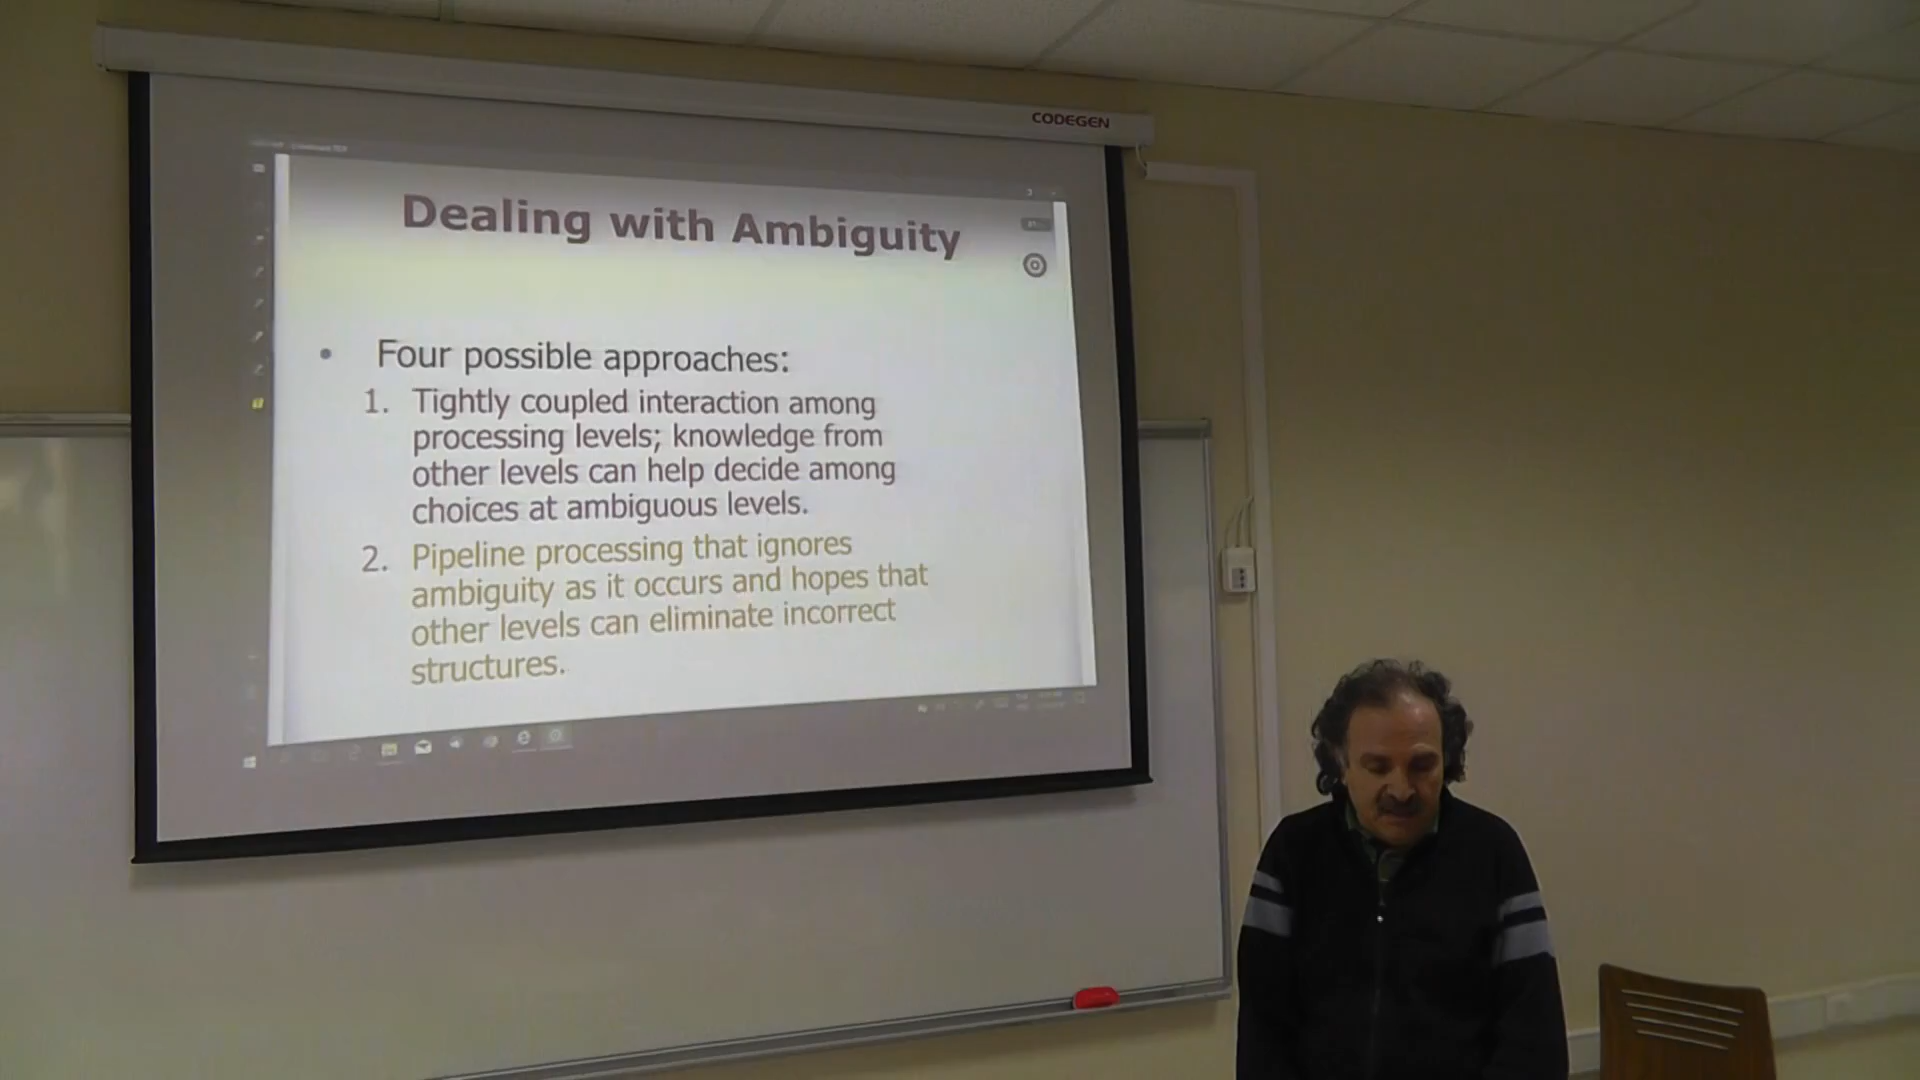 CODEGEN
Dealing with Ambiguity
• Four possible approaches:
1. Tightly coupled interaction among
processing levels; knowledge from
other levels can help decide among
choices at ambiguous levels.
2. Pipeline processing that ignores
ambiguity as it occurs and hopes that
other levels can eliminate incorrect
structures.